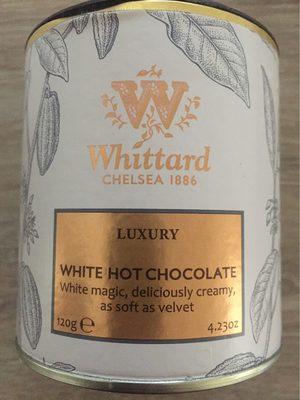 W
Whittard
CHELSEA 1886
LUXURY
WHITE HOT CHOCOLATE
White magic, deliciously creamy,
as soft as velvet
120g ℮ 4.23oz